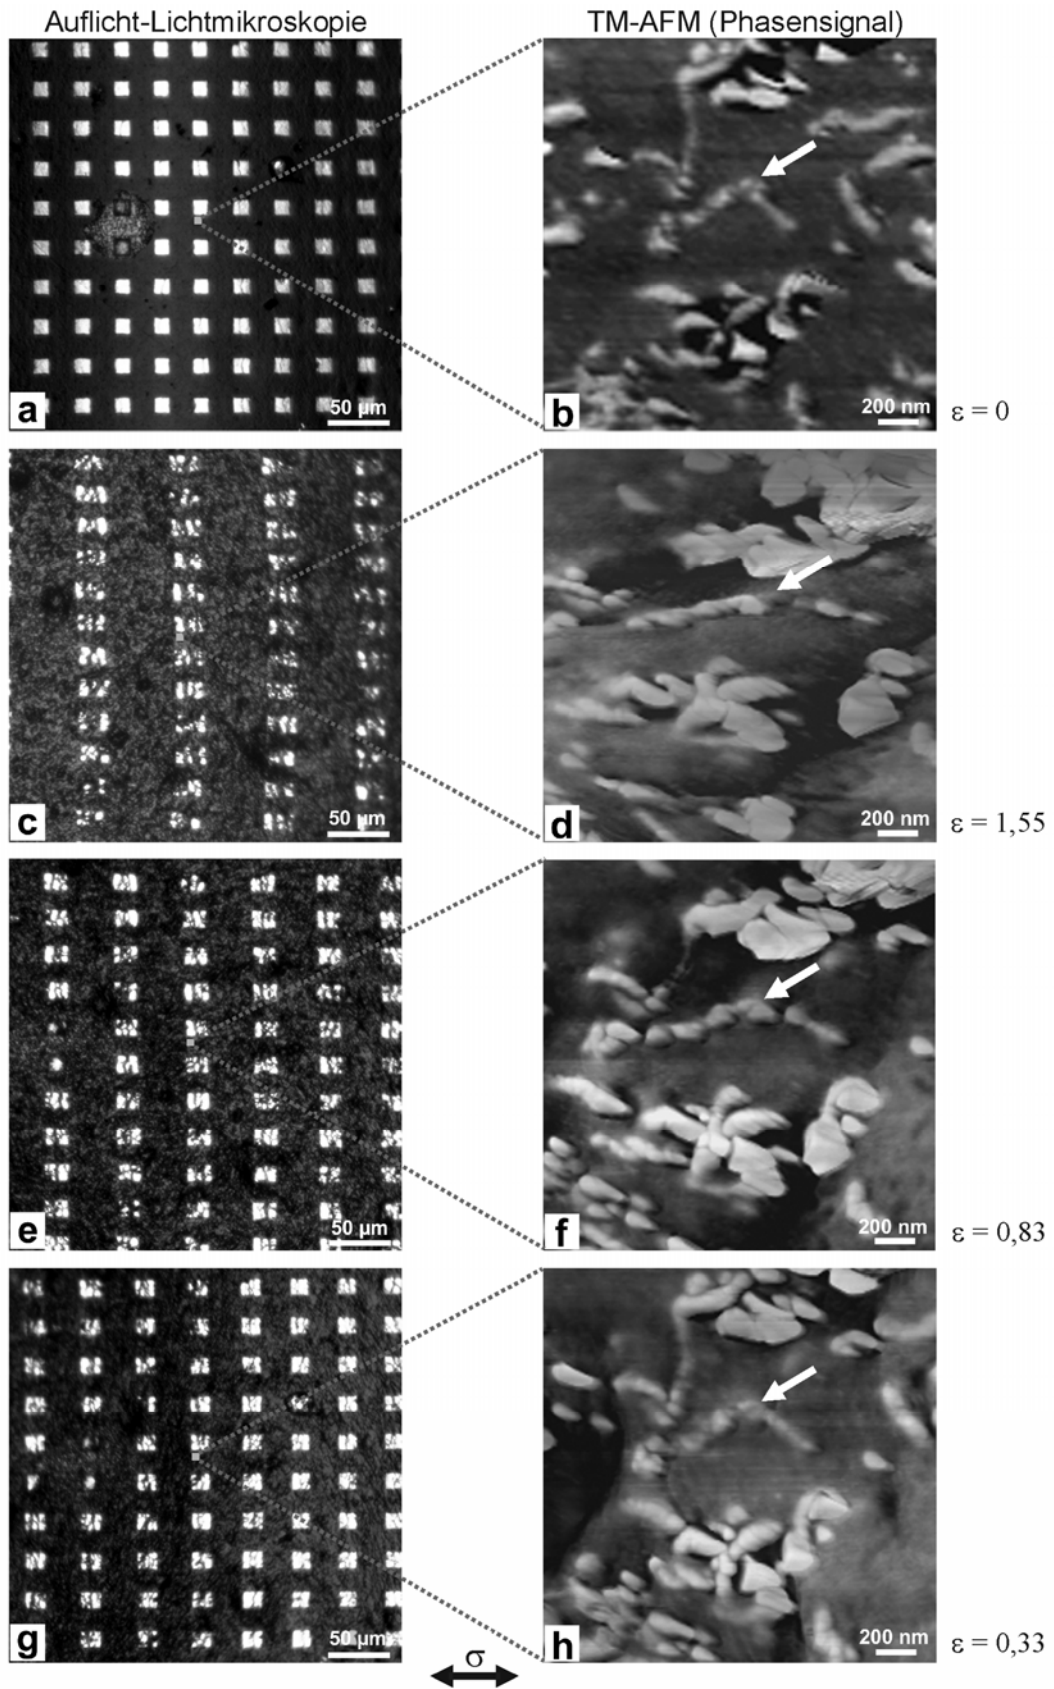 Auflicht-Lichtmikroskopie
TM-AFM (Phasensignal)
a
50 µm
b
200 nm
ε = 0
c
50 µm
d
200 nm
ε = 1,55
e
50 µm
f
200 nm
ε = 0,83
g
50 µm
h
200 nm
ε = 0,33
σ